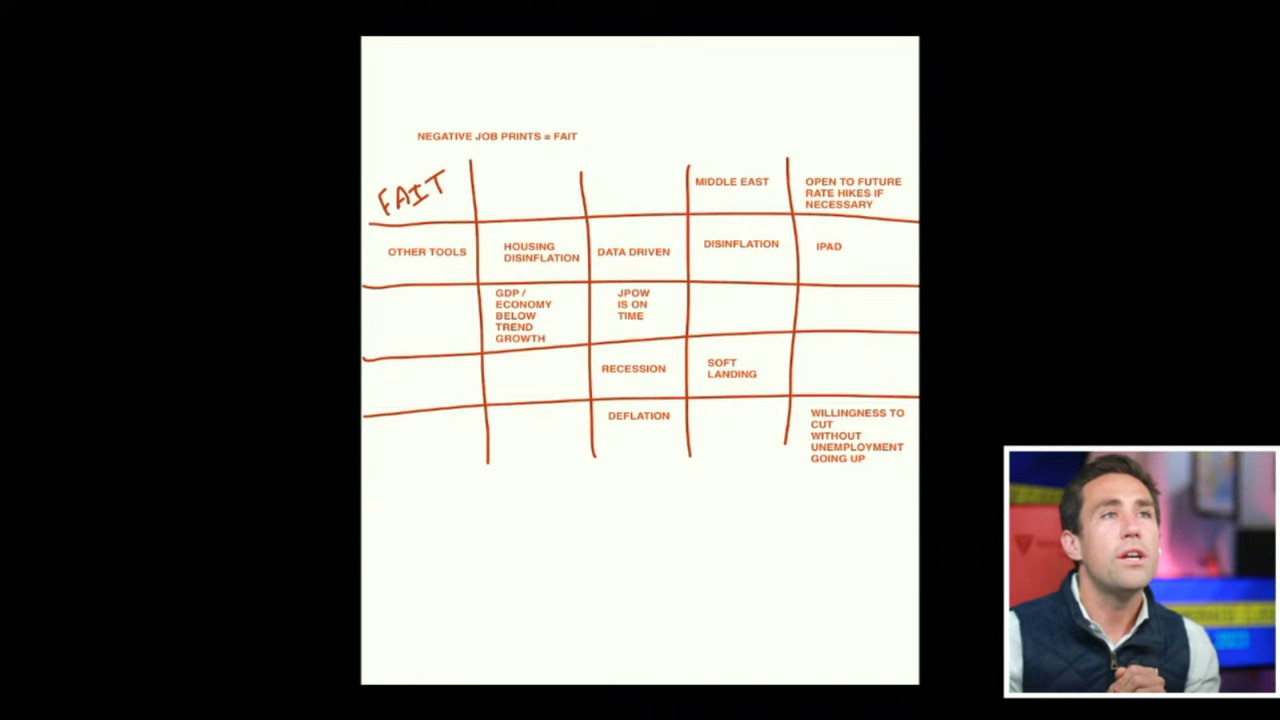 NEGATIVE JOB PRINTS = FAIT
FAIT
MIDDLE EAST
OPEN TO FUTURE
RATE HIKES IF
NECESSARY
OTHER TOOLS
HOUSING
DISINFLATION
DATA DRIVEN
DISINFLATION
IPAD
GDP /
ECONOMY
BELOW
TREND
GROWTH
JPOW
IS ON
TIME
RECESSION
SOFT
LANDING
DEFLATION
WILLINGNESS TO
CUT
WITHOUT
UNEMPLOYMENT
GOING UP